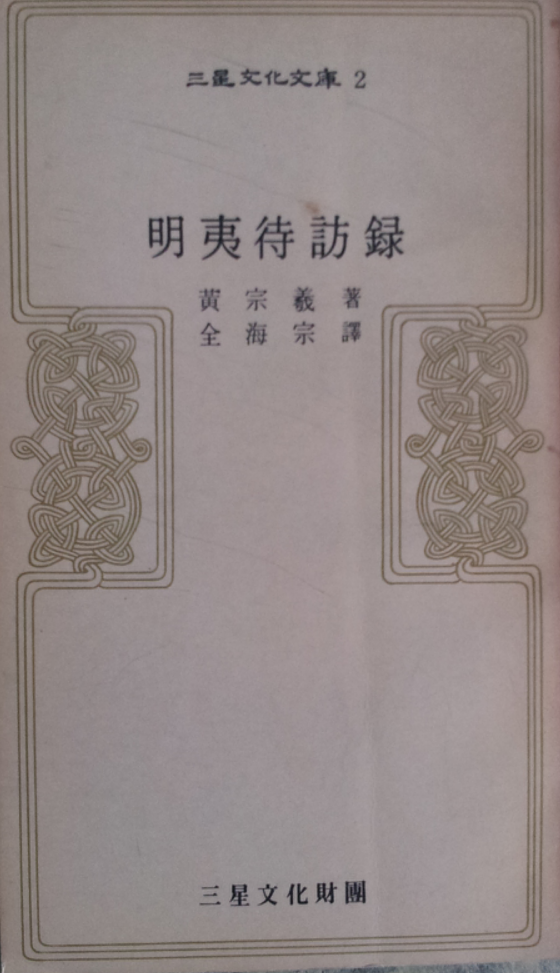 三星文化文庫 2
明夷待訪録
黄宗羲 著
全海宗 譯
三星文化財團